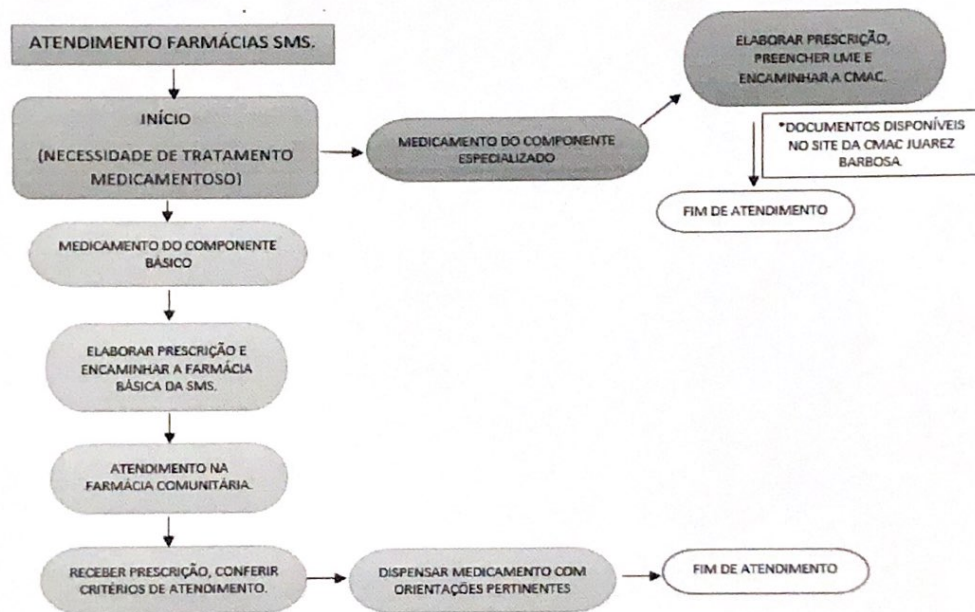 ATENDIMENTO FARMÁCIAS SMS.
INÍCIO
(NECESSIDADE DE TRATAMENTO
MEDICAMENTOSO)
MEDICAMENTO DO COMPONENTE
ESPECIALIZADO
ELABORAR PRESCRIÇÃO,
PREENCHER LME E
ENCAMINHAR A CMAC.
*DOCUMENTOS DISPONÍVEIS
NO SITE DA CMAC JUAREZ
BARBOSA.
FIM DE ATENDIMENTO
MEDICAMENTO DO COMPONENTE
BÁSICO
ELABORAR PRESCRIÇÃO E
ENCAMINHAR A FARMÁCIA
BÁSICA DA SMS.
ATENDIMENTO NA
FARMÁCIA COMUNITÁRIA.
RECEBER PRESCRIÇÃO, CONFERIR
CRITÉRIOS DE ATENDIMENTO.
DISPENSAR MEDICAMENTO COM
ORIENTAÇÕES PERTINENTES
FIM DE ATENDIMENTO